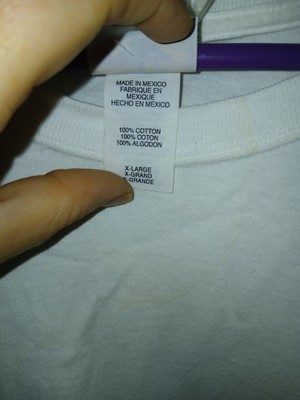 MADE IN MEXICO
FABRIQUE EN
MEXIQUE
HECHO EN MEXICO
100% COTTON
100% COTON
100% ALGODON
X-LARGE
X-GRAND
X-GRANDE